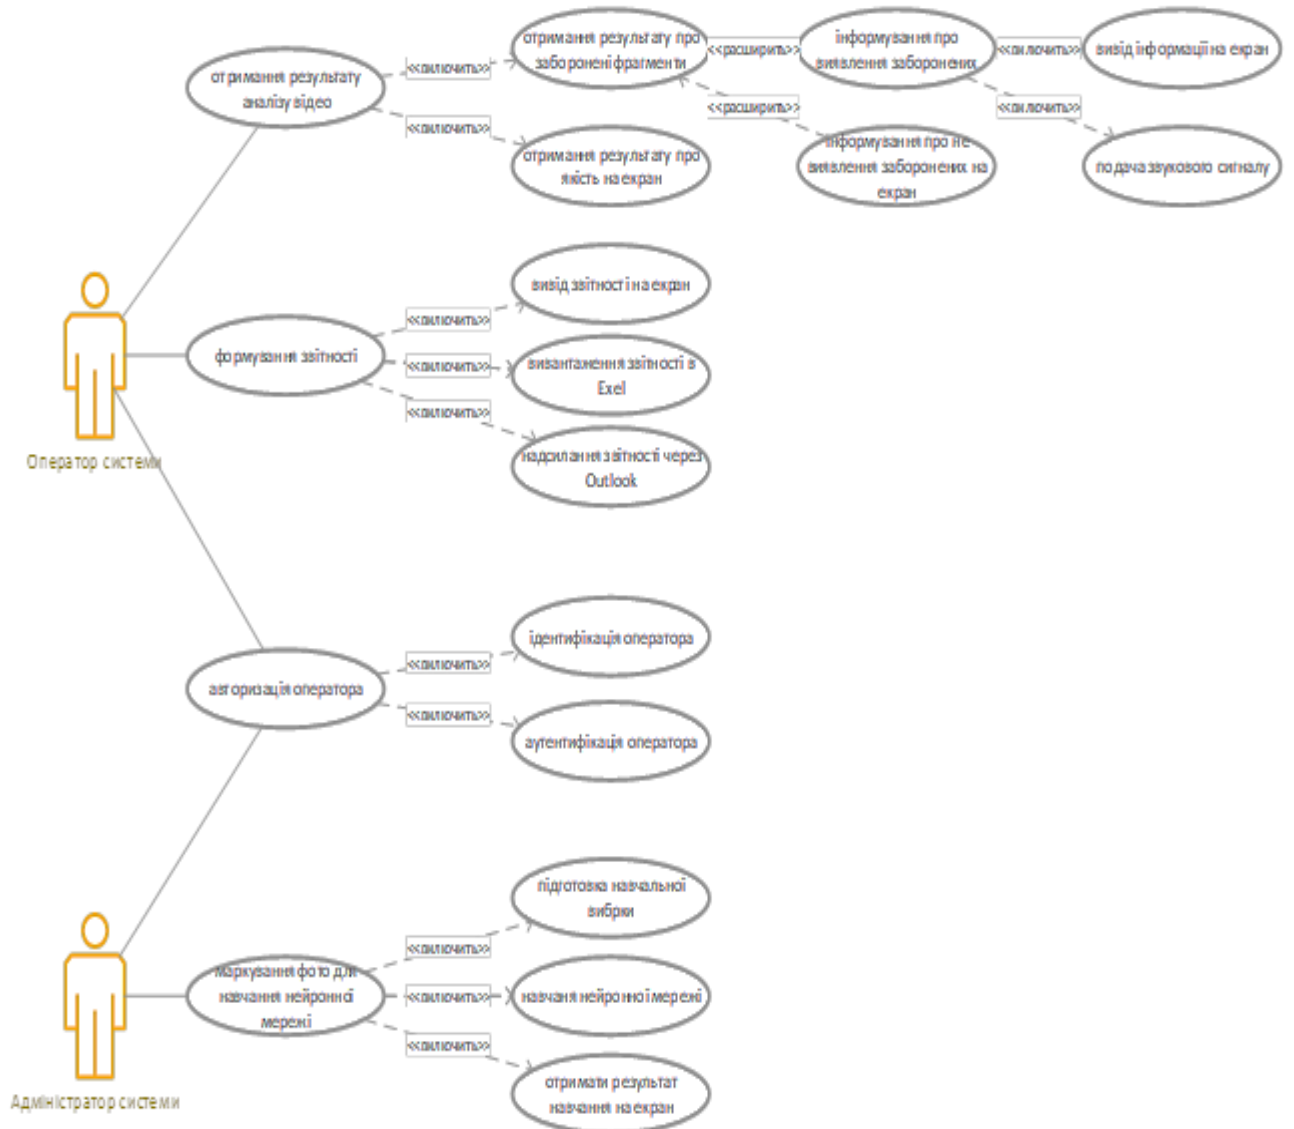 отримання результату
аналізу відео
<<включить>>
<<включить>>
отримання результату про
заборонені фрагменти
<<расширить>>
<<расширить>>
отримання результату про
якість на екран
інформування про
виявлення заборонених
<<включить>>
<<включить>>
вивід інформації на екран
інформування про не
виявлення заборонених на
екран
подача звукового сигналу
Оператор системи
формування звітності
<<включить>>
<<включить>>
<<включить>>
вивід звітності на екран
вивантаження звітності в
Exel
надсилання звітності через
Outlook
авторизація оператора
<<включить>>
<<включить>>
ідентифікація оператора
аутентифікація оператора
Адміністратор системи
маркування фото для
навчання нейронної
мережі
<<включить>>
<<включить>>
<<включить>>
підготовка навчальної
вибрки
навчаня нейронної мережі
отримати результат
навчання на екран